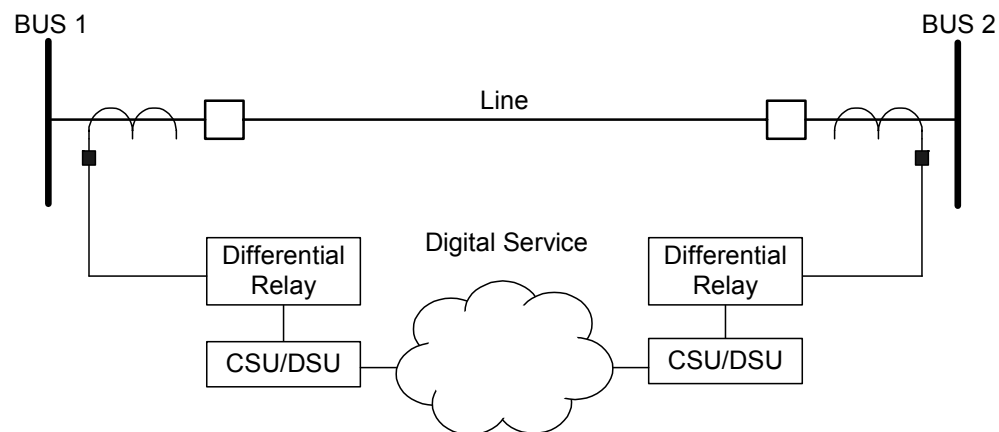 BUS 1
BUS 2
Line
Digital Service
Differential
Relay
Differential
Relay
CSU/DSU
CSU/DSU